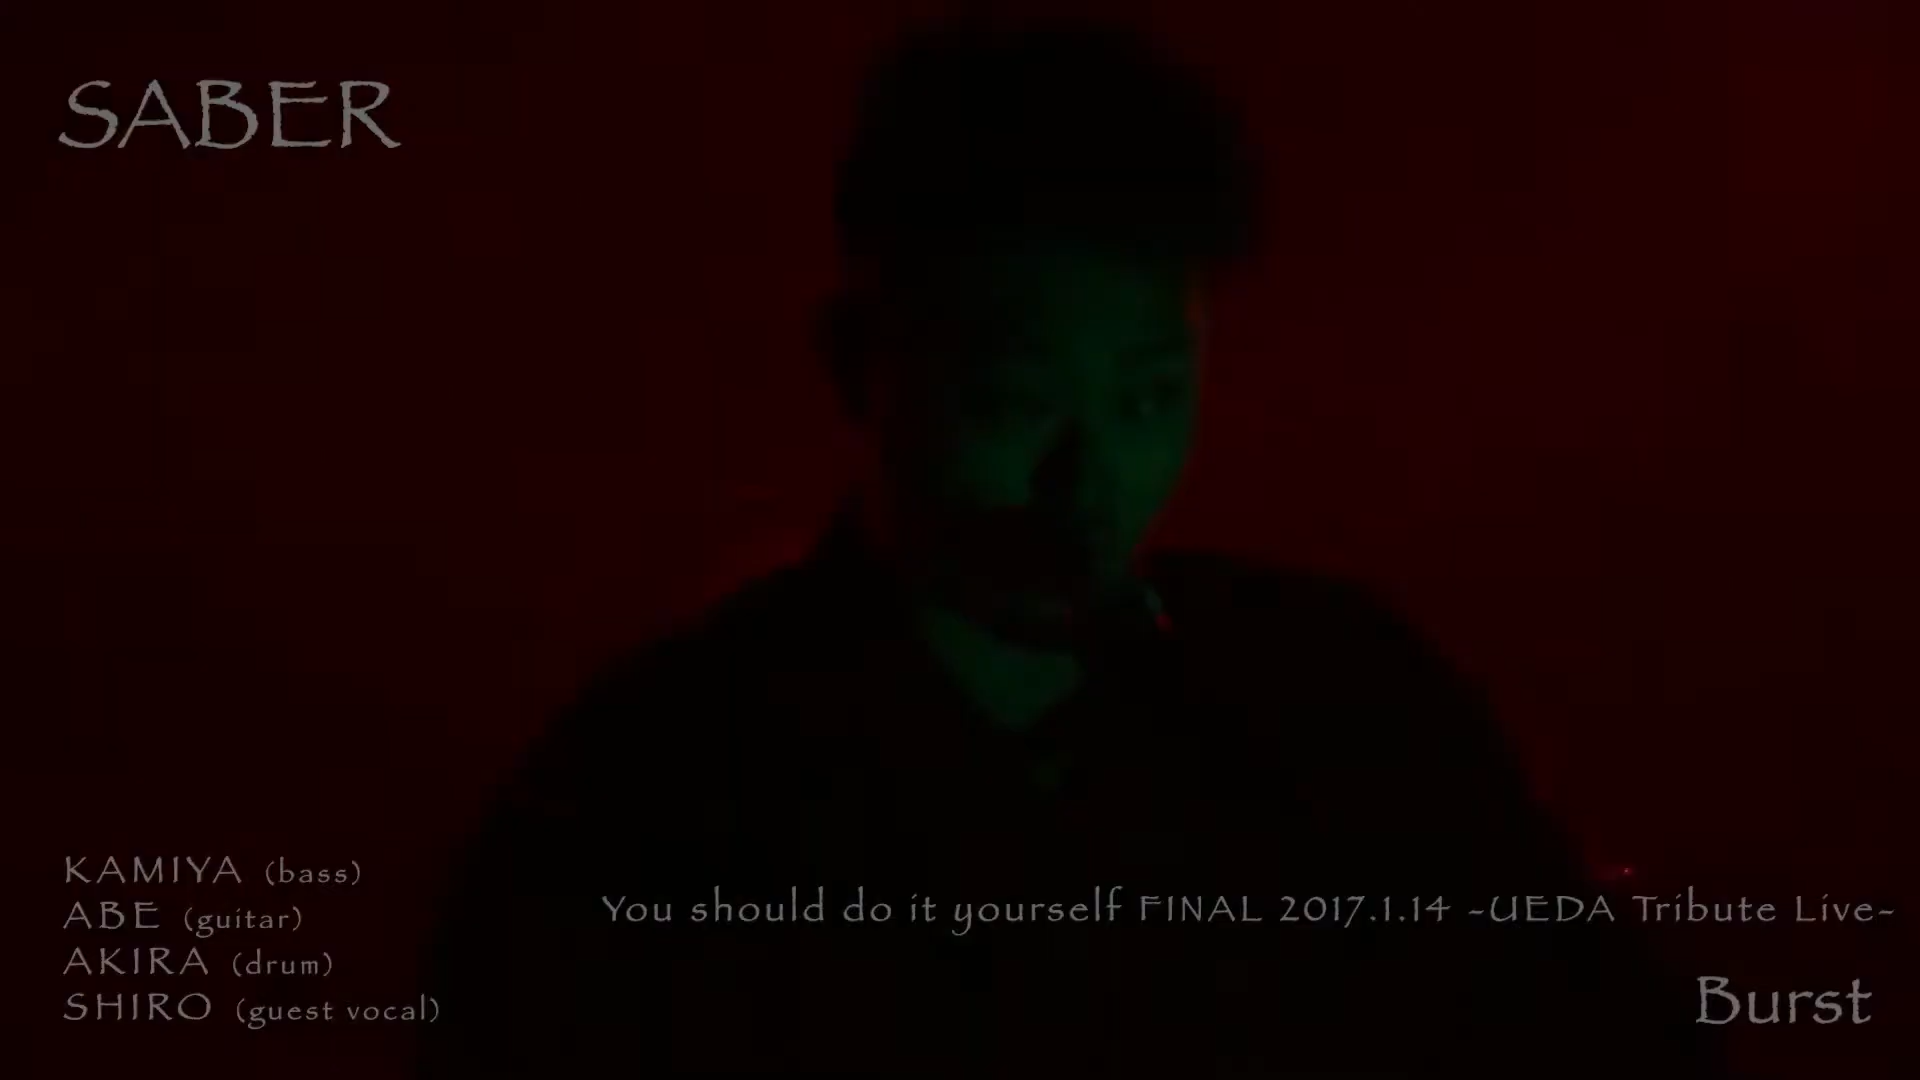 SABER
KAMIYA (bass)
ABE (guitar)
AKIRA (drum)
SHIRO (guest vocal)
You should do it yourself FINAL 2017.1.14 -UEDA Tribute Live-
Burst